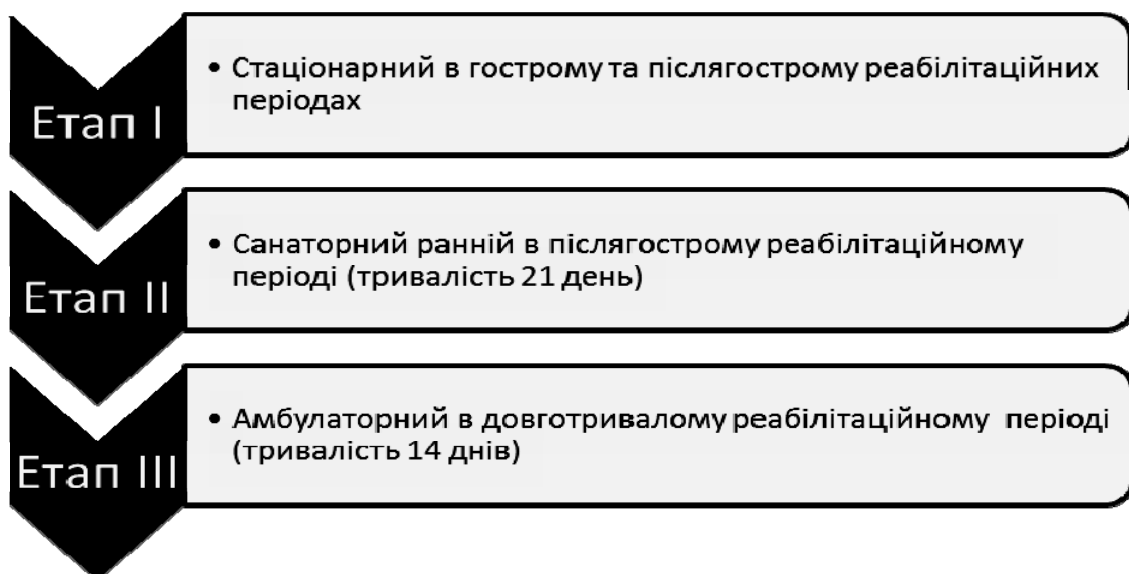 Етап I
• Стаціонарний в гострому та післягострому реабілітаційних
періодах
Етап II
• Санаторний ранній в післягострому реабілітаційному
періоді (тривалість 21 день)
Етап III
• Амбулаторний в довготривалому реабілітаційному періоді
(тривалість 14 днів)